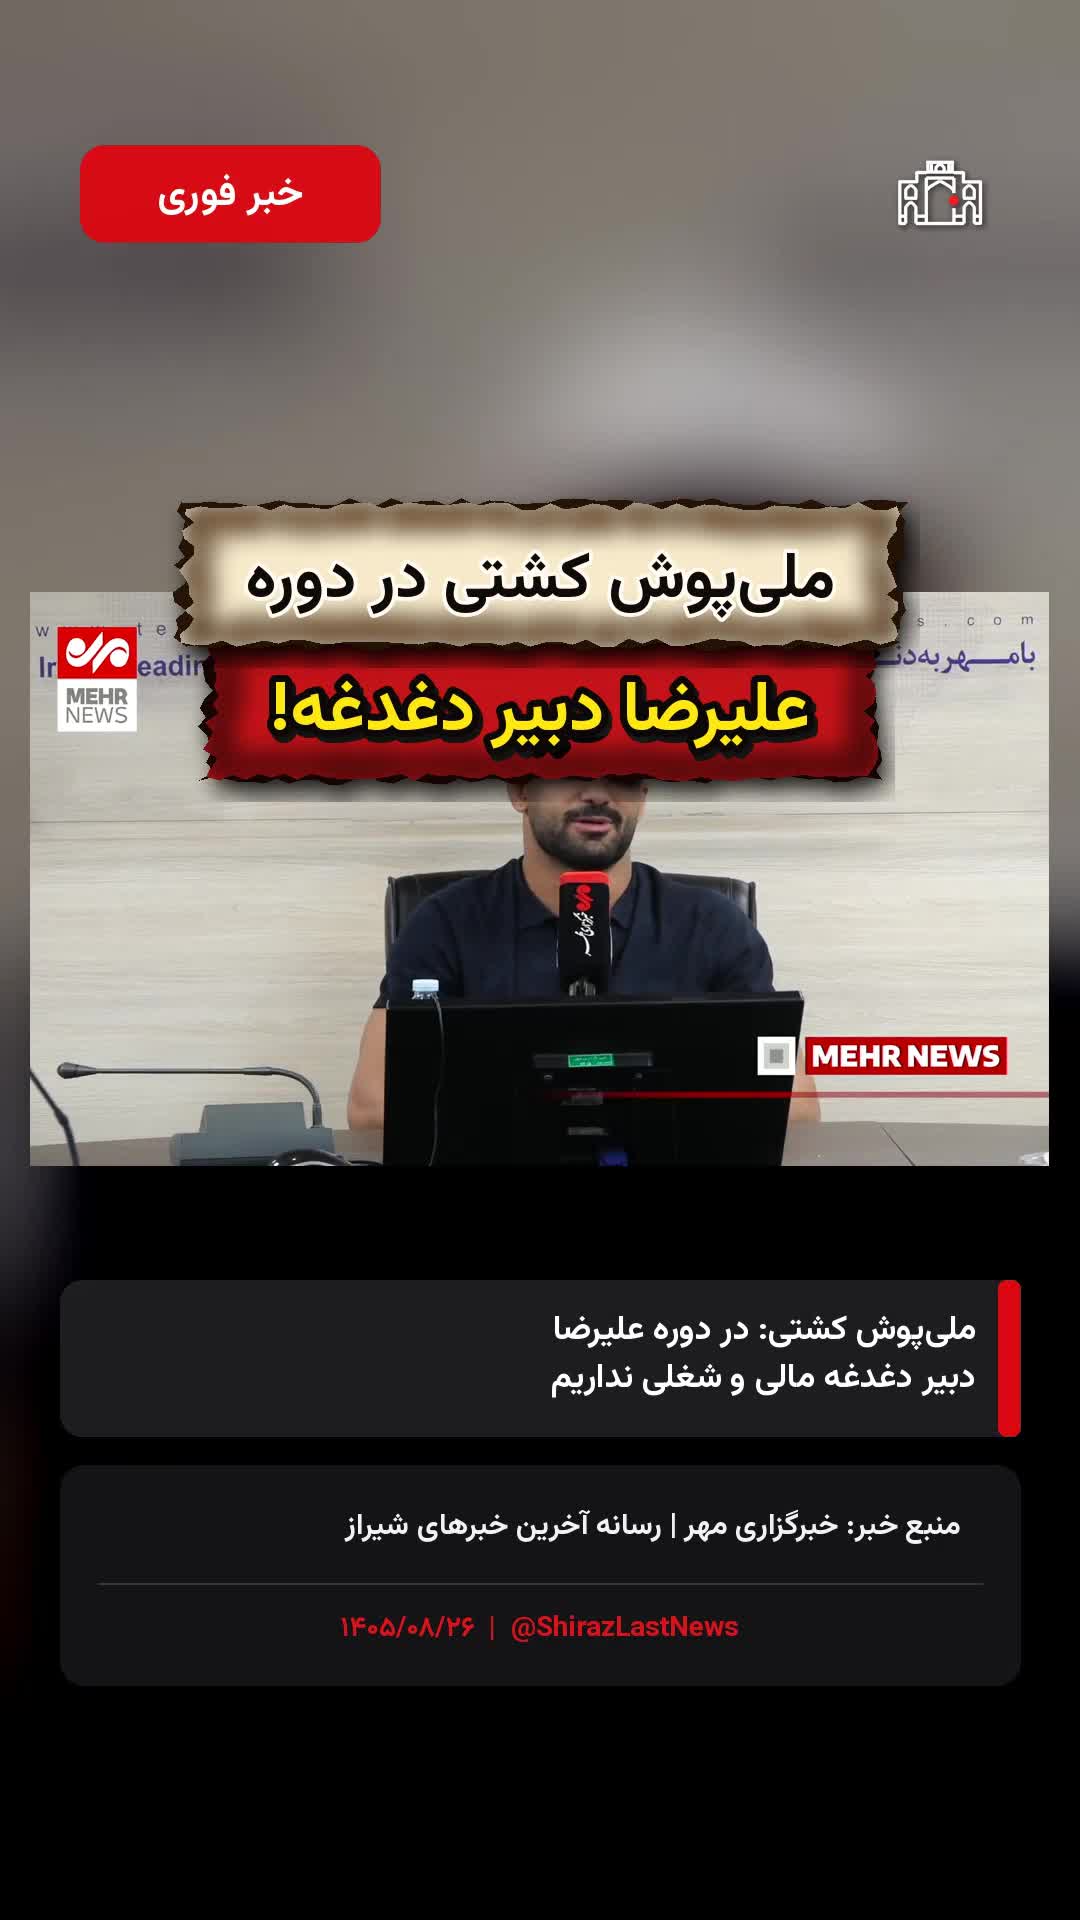 خبر فوری
ملی‌پوش کشتی در دوره
علیرضا دبیر دغدغه!
MEHR
NEWS
MEHR NEWS
ملی‌پوش کشتی: در دوره علیرضا
دبیر دغدغه مالی و شغلی نداریم
منبع خبر: خبرگزاری مهر | رسانه آخرین خبرهای شیراز
۱۴۰۵/۰۸/۲۶ | @ShirazLastNews